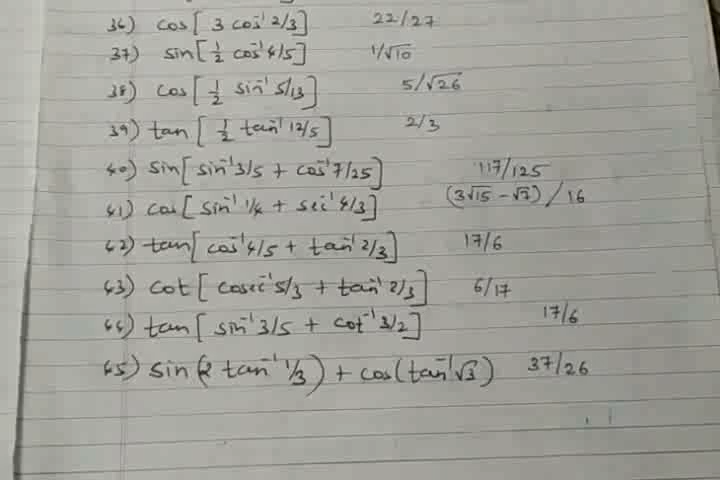 36) cos[3 cos⁻¹ 2/3] 22/27
37) sin[½ cos⁻¹ 4/5] 1/√10
38) cos[½ sin⁻¹ 5/13] 5/√26
39) tan[½ tan⁻¹ 12/5] 2/3
40) sin[sin⁻¹ 3/5 + cos⁻¹ 7/25] 117/125
41) cos[sin⁻¹ 1/4 + sec⁻¹ 4/3] (3√15 - √7)/16
42) tan[cos⁻¹ 4/5 + tan⁻¹ 2/3] 17/6
43) cot[cosec⁻¹ 5/3 + tan⁻¹ 2/3] 6/17
44) tan[sin⁻¹ 3/5 + cot⁻¹ 3/2] 17/6
45) sin(2 tan⁻¹ 1/3) + cos(tan⁻¹ √3) 37/26